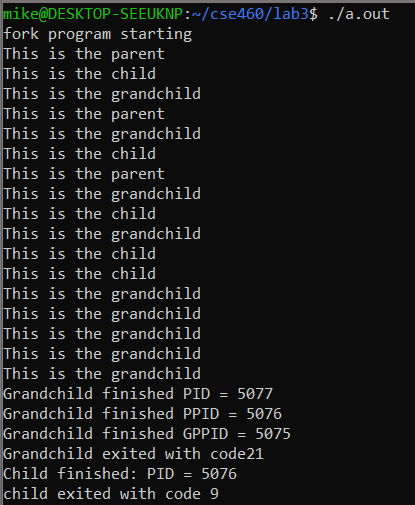 mike@DESKTOP-SEEUKNP:~/cse460/lab3$ ./a.out
fork program starting
This is the parent
This is the child
This is the grandchild
This is the parent
This is the grandchild
This is the child
This is the parent
This is the grandchild
This is the child
This is the grandchild
This is the child
This is the child
This is the grandchild
This is the grandchild
This is the grandchild
This is the grandchild
This is the grandchild
Grandchild finished PID = 5077
Grandchild finished PPID = 5076
Grandchild finished GPPID = 5075
Grandchild exited with code21
Child finished: PID = 5076
child exited with code 9